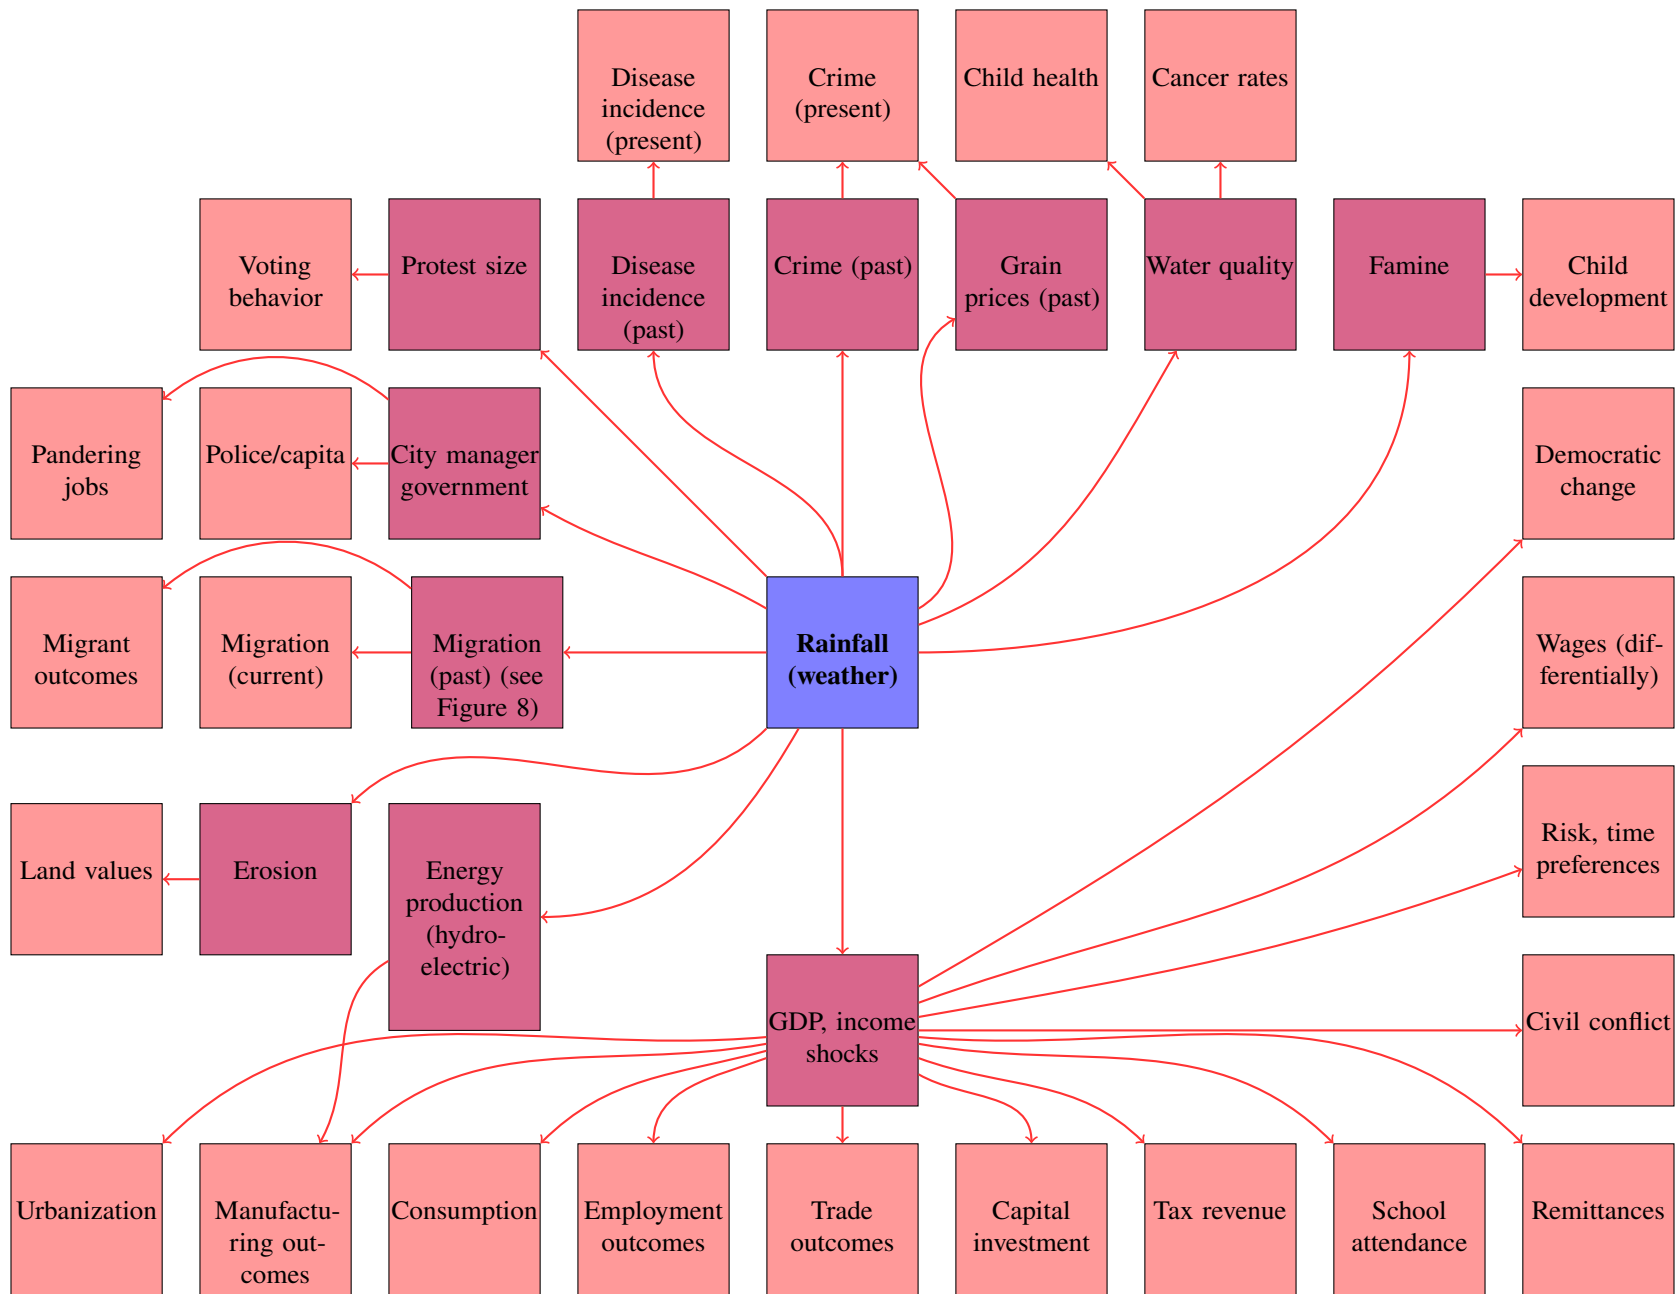 Disease
incidence
(present)
Crime
(present)
Child health
Cancer rates
Voting
behavior
Protest size
Disease
incidence
(past)
Crime (past)
Grain
prices (past)
Water quality
Famine
Child
development
Pandering
jobs
Police/capita
City manager
government
Democratic
change
Migrant
outcomes
Migration
(current)
Migration
(past) (see
Figure 8)
Rainfall
(weather)
Wages (dif-
ferentially)
Land values
Erosion
Energy
production
(hydro-
electric)
Risk, time
preferences
GDP, income
shocks
Civil conflict
Urbanization
Manufactu-
ring out-
comes
Consumption
Employment
outcomes
Trade
outcomes
Capital
investment
Tax revenue
School
attendance
Remittances